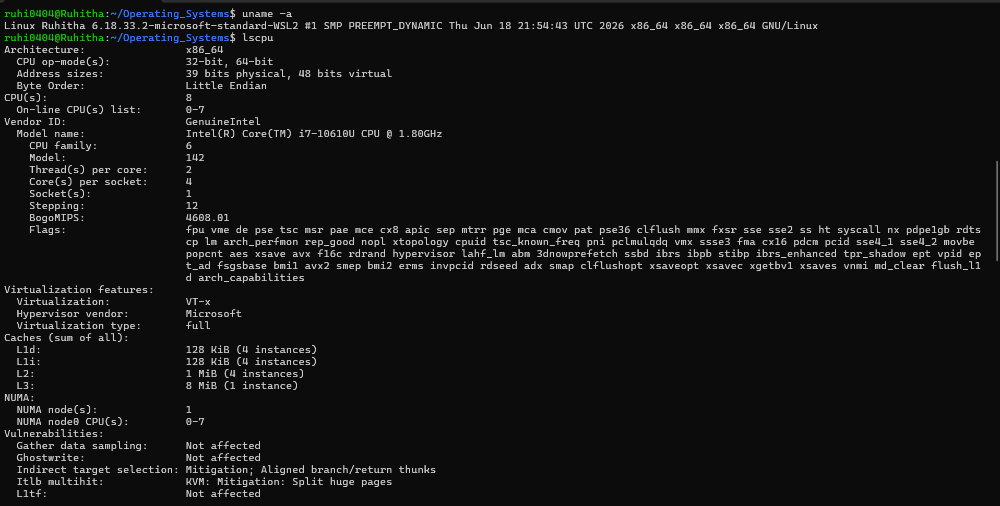 ruhi0404@Ruhitha:~/Operating_Systems$ uname -a
Linux Ruhitha 6.18.33.2-microsoft-standard-WSL2 #1 SMP PREEMPT_DYNAMIC Thu Jun 18 21:54:43 UTC 2026 x86_64 x86_64 x86_64 GNU/Linux
ruhi0404@Ruhitha:~/Operating_Systems$ lscpu
Architecture: x86_64
CPU op-mode(s): 32-bit, 64-bit
Address sizes: 39 bits physical, 48 bits virtual
Byte Order: Little Endian
CPU(s): 8
On-line CPU(s) list: 0-7
Vendor ID: GenuineIntel
Model name: Intel(R) Core(TM) i7-10610U CPU @ 1.80GHz
CPU family: 6
Model: 142
Thread(s) per core: 2
Core(s) per socket: 4
Socket(s): 1
Stepping: 12
BogoMIPS: 4608.01
Flags: fpu vme de pse tsc msr pae mce cx8 apic sep mtrr pge mca cmov pat pse36 clflush mmx fxsr sse sse2 ss ht syscall nx pdpe1gb rdts
cp lm arch_perfmon rep_good nopl xtopology cpuid tsc_known_freq pni pclmulqdq vmx ssse3 fma cx16 pdcm pcid sse4_1 sse4_2 movbe
popcnt aes xsave avx f16c rdrand hypervisor lahf_lm abm 3dnowprefetch ssbd ibrs ibpb stibp ibrs_enhanced tpr_shadow ept vpid ep
t_ad fsgsbase bmi1 avx2 smep bmi2 erms invpcid rdseed adx smap clflushopt xsaveopt xsavec xgetbv1 xsaves vnmi md_clear flush_l1
d arch_capabilities
Virtualization features:
Virtualization: VT-x
Hypervisor vendor: Microsoft
Virtualization type: full
Caches (sum of all):
L1d: 128 KiB (4 instances)
L1i: 128 KiB (4 instances)
L2: 1 MiB (4 instances)
L3: 8 MiB (1 instance)
NUMA:
NUMA node(s): 1
NUMA node0 CPU(s): 0-7
Vulnerabilities:
Gather data sampling: Not affected
Ghostwrite: Not affected
Indirect target selection: Mitigation; Aligned branch/return thunks
Itlb multihit: KVM: Mitigation: Split huge pages
L1tf: Not affected